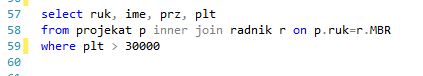 57 select ruk, ime, prz, plt
58 from projekat p inner join radnik r on p.ruk=r.MBR
59 where plt > 30000
60